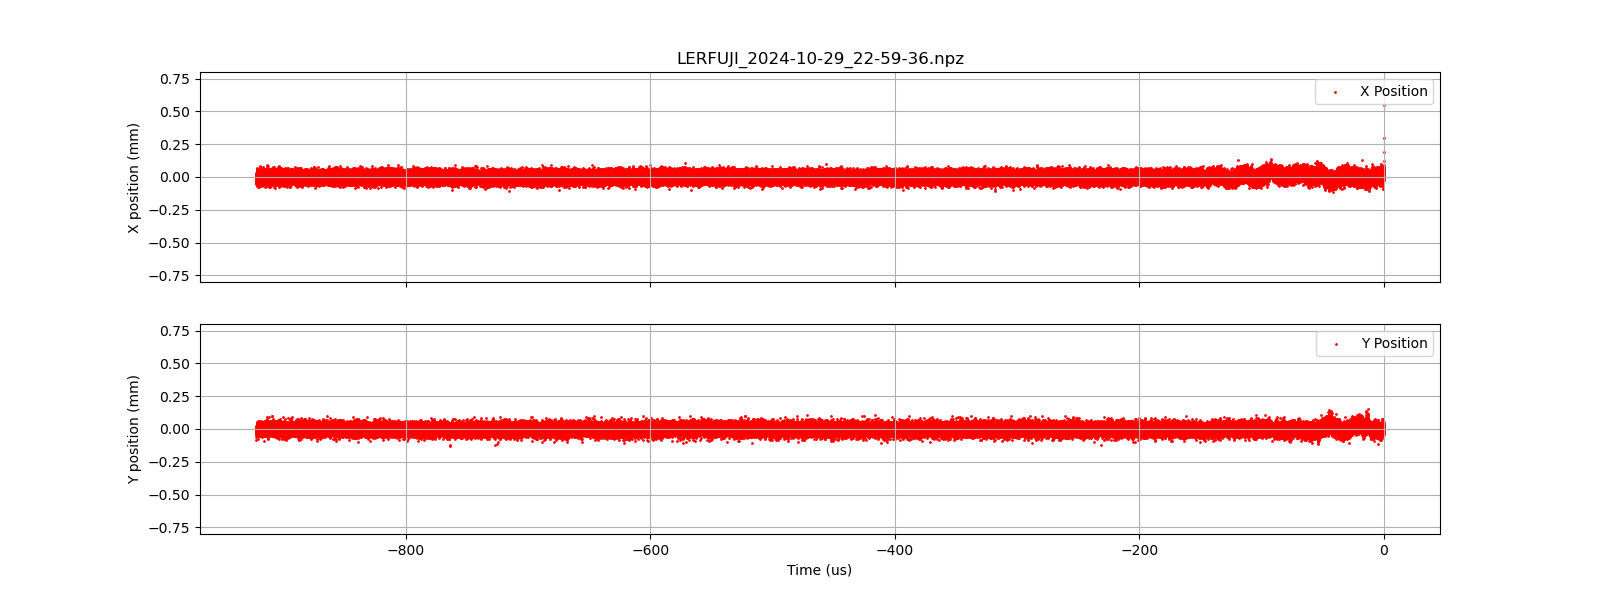 LERFUJI_2024-10-29_22-59-36.npz
0.75
0.50
0.25
0.00
−0.25
−0.50
−0.75
X position (mm)
X Position
0.75
0.50
0.25
0.00
−0.25
−0.50
−0.75
Y position (mm)
Y Position
−800 −600 −400 −200 0
Time (us)